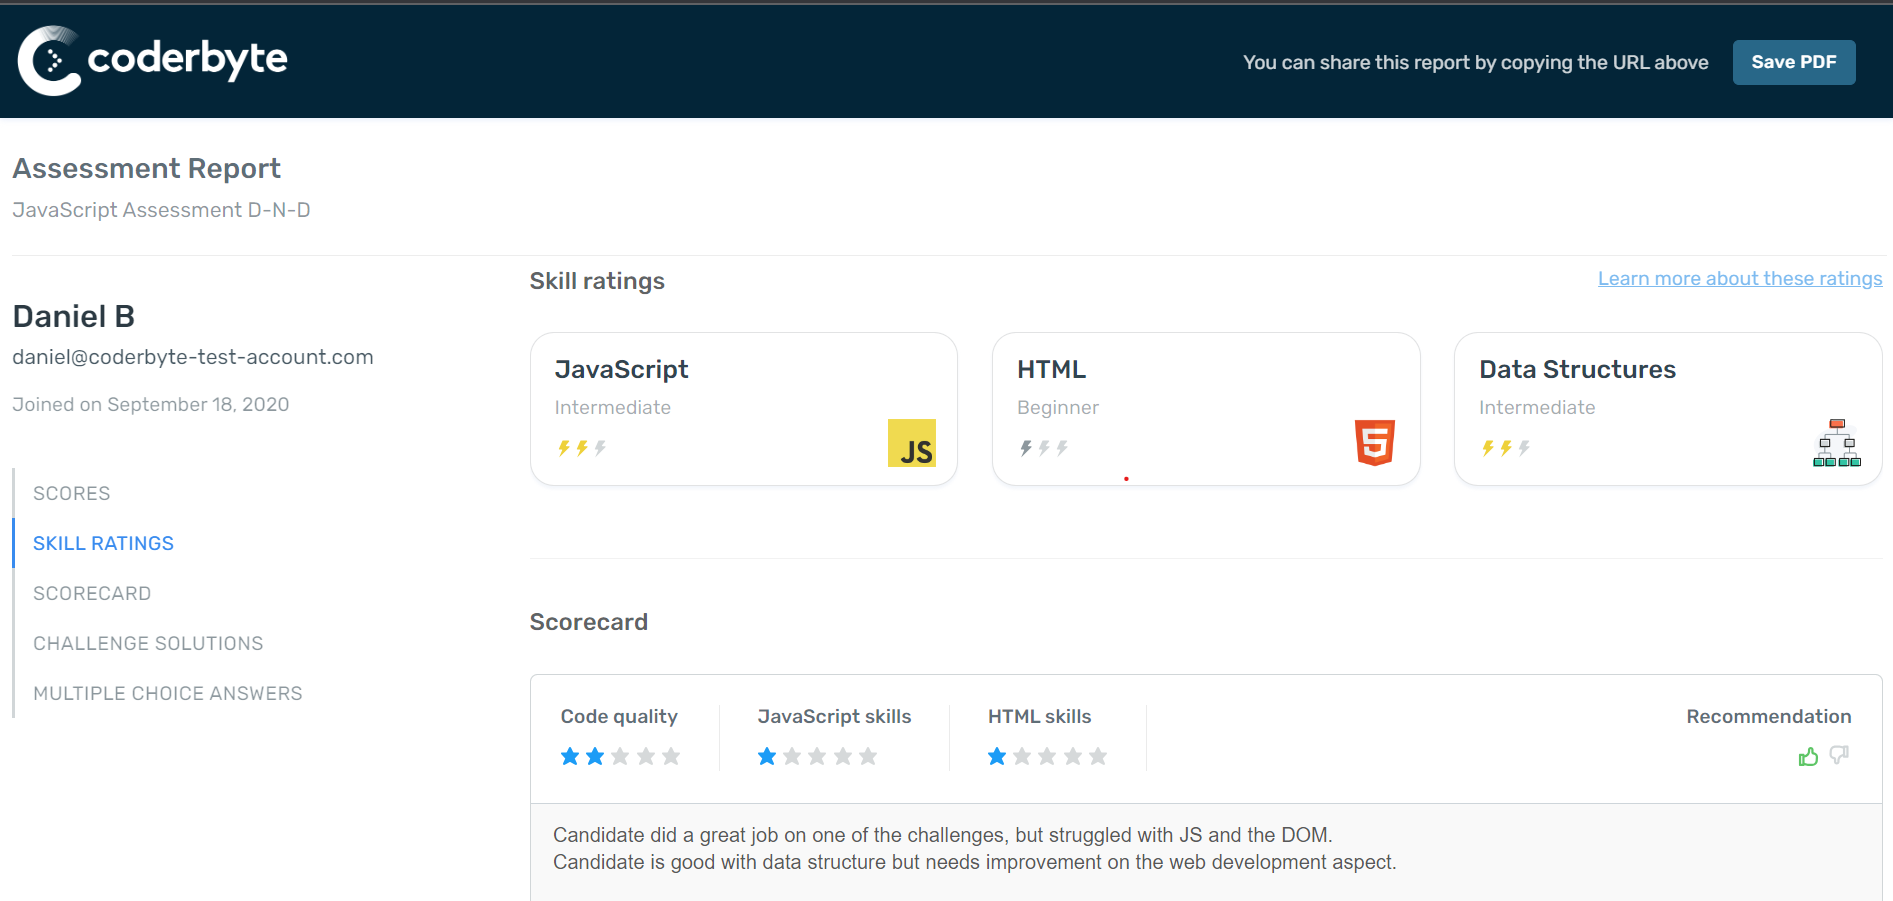 coderbyte
You can share this report by copying the URL above
Save PDF
Assessment Report
JavaScript Assessment D-N-D
Daniel B
daniel@coderbyte-test-account.com
Joined on September 18, 2020
SCORES
SKILL RATINGS
SCORECARD
CHALLENGE SOLUTIONS
MULTIPLE CHOICE ANSWERS
Skill ratings
Learn more about these ratings
JavaScript
Intermediate
JS
HTML
Beginner
5
Data Structures
Intermediate
Scorecard
Code quality
JavaScript skills
HTML skills
Recommendation
Candidate did a great job on one of the challenges, but struggled with JS and the DOM.
Candidate is good with data structure but needs improvement on the web development aspect.